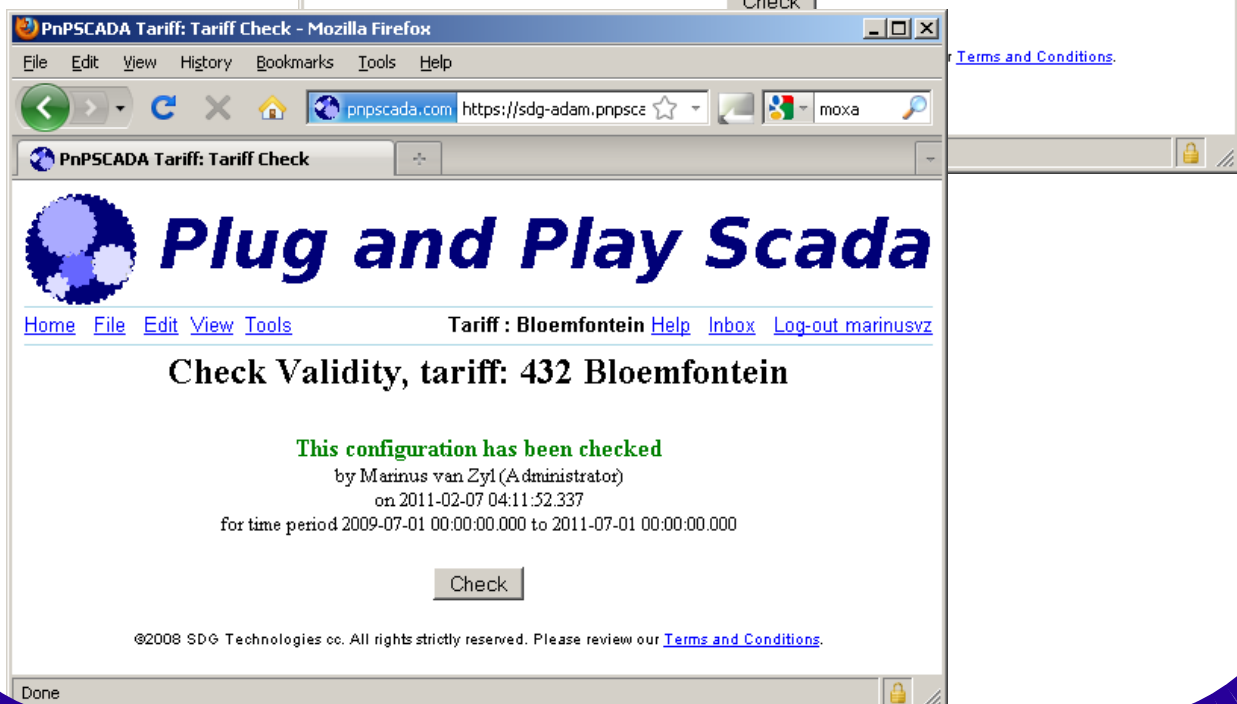 Check
r Terms and Conditions.
PnPSCADA Tariff: Tariff Check - Mozilla Firefox
File Edit View History Bookmarks Tools Help
pnpscada.com https://sdg-adam.pnpsca moxa
PnPSCADA Tariff: Tariff Check
Plug and Play Scada
Home File Edit View Tools Tariff : Bloemfontein Help Inbox Log-out marinusvz
Check Validity, tariff: 432 Bloemfontein
This configuration has been checked
by Marinus van Zyl (Administrator)
on 2011-02-07 04:11:52.337
for time period 2009-07-01 00:00:00.000 to 2011-07-01 00:00:00.000
Check
©2008 SDG Technologies cc. All rights strictly reserved. Please review our Terms and Conditions.
Done